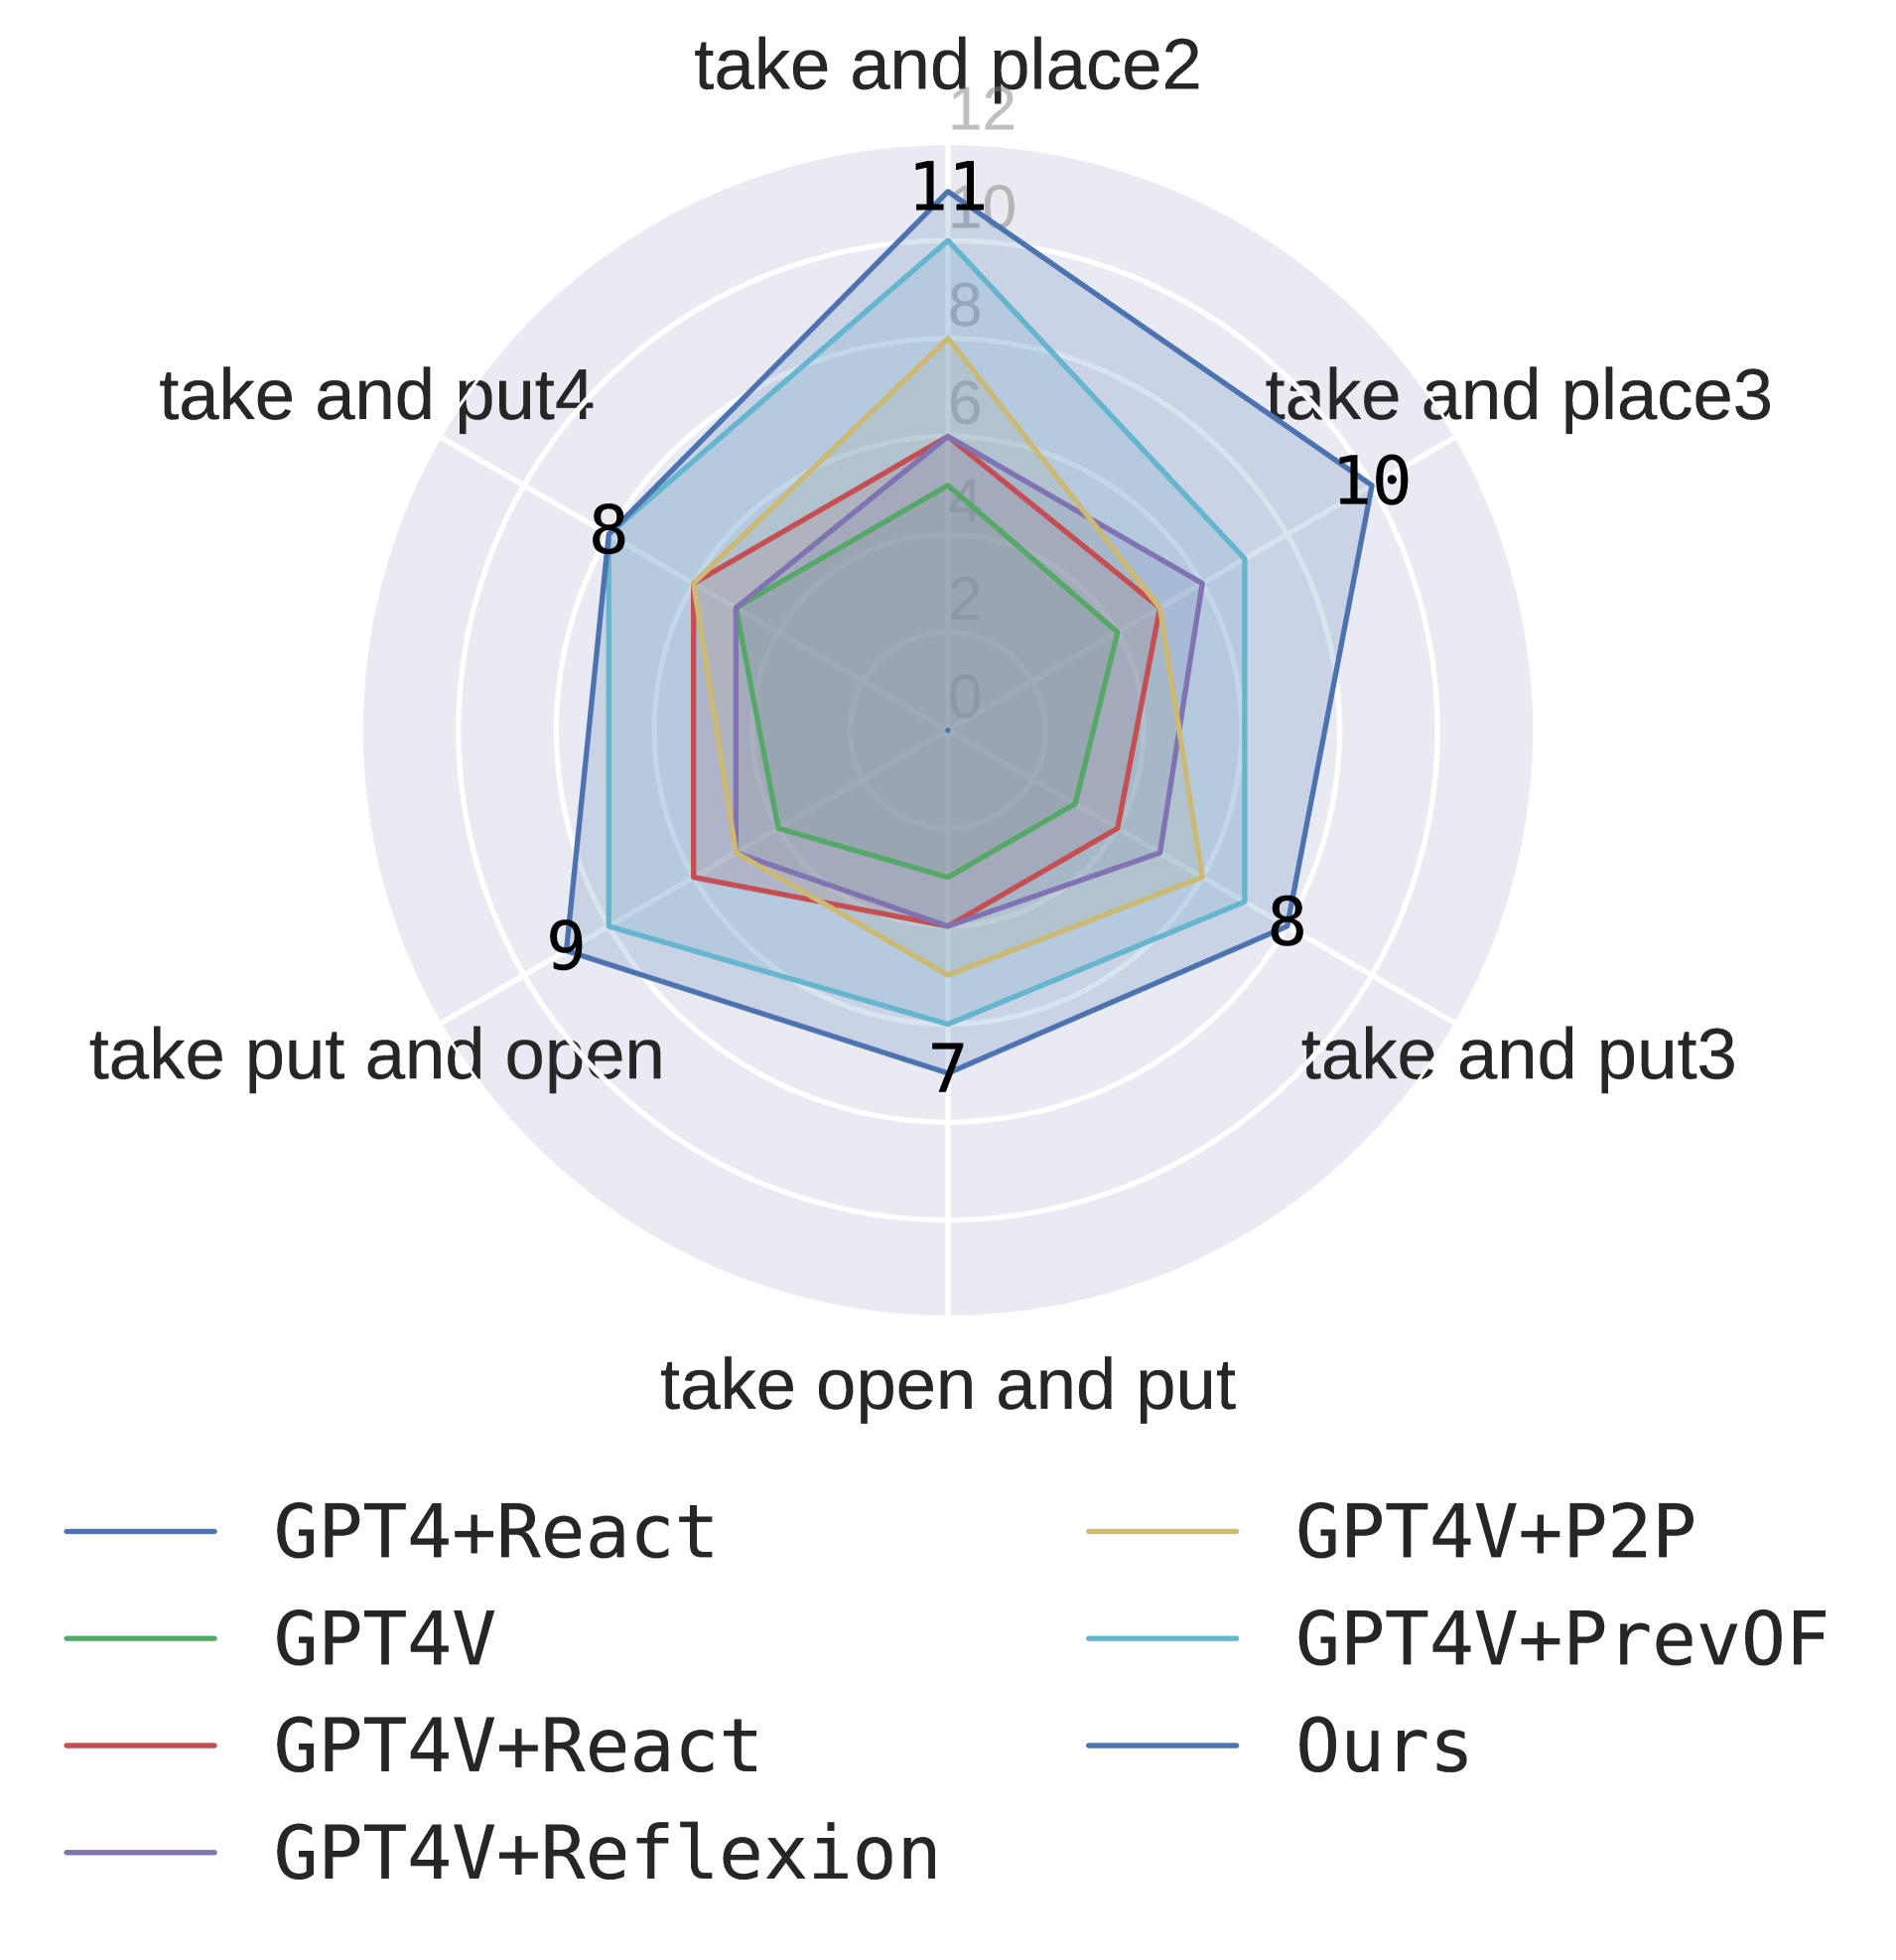 take and place2
12
11
10
8
6
4
2
0
take and put4
take and place3
10
8
8
9
7
take put and open
take and put3
take open and put
GPT4+React
GPT4V
GPT4V+React
GPT4V+Reflexion
GPT4V+P2P
GPT4V+PrevOF
Ours